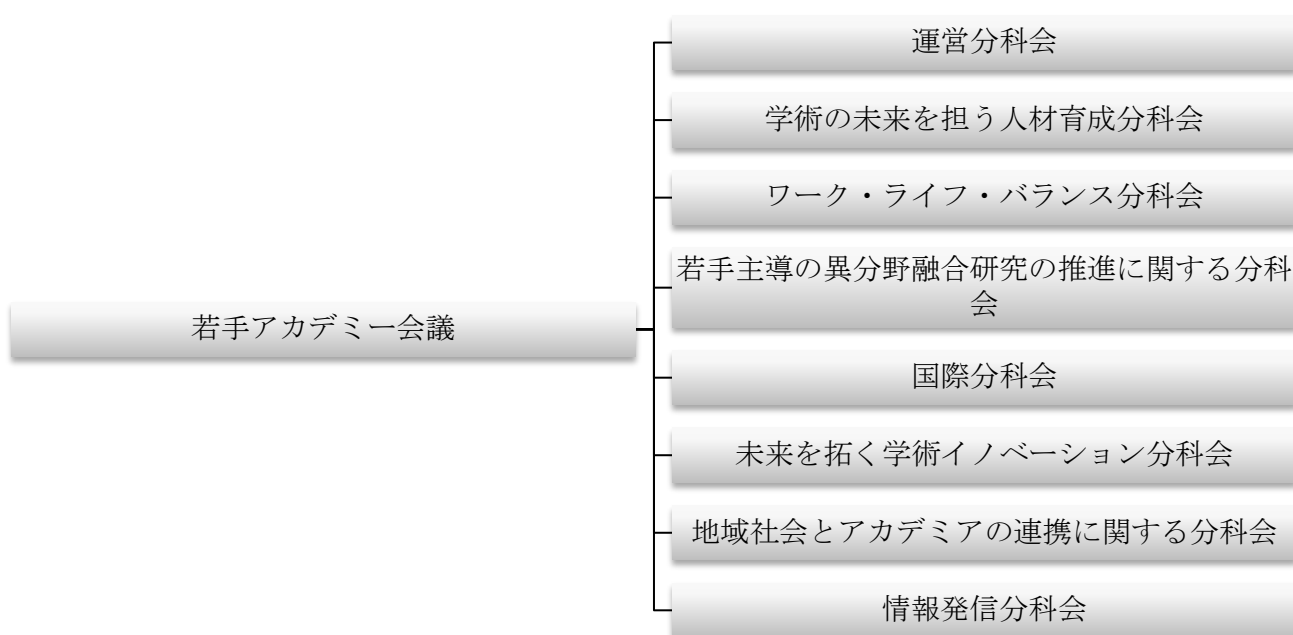 運営分科会
学術の未来を担う人材育成分科会
ワーク・ライフ・バランス分科会
若手主導の異分野融合研究の推進に関する分科
会
若手アカデミー会議
国際分科会
未来を拓く学術イノベーション分科会
地域社会とアカデミアの連携に関する分科会
情報発信分科会